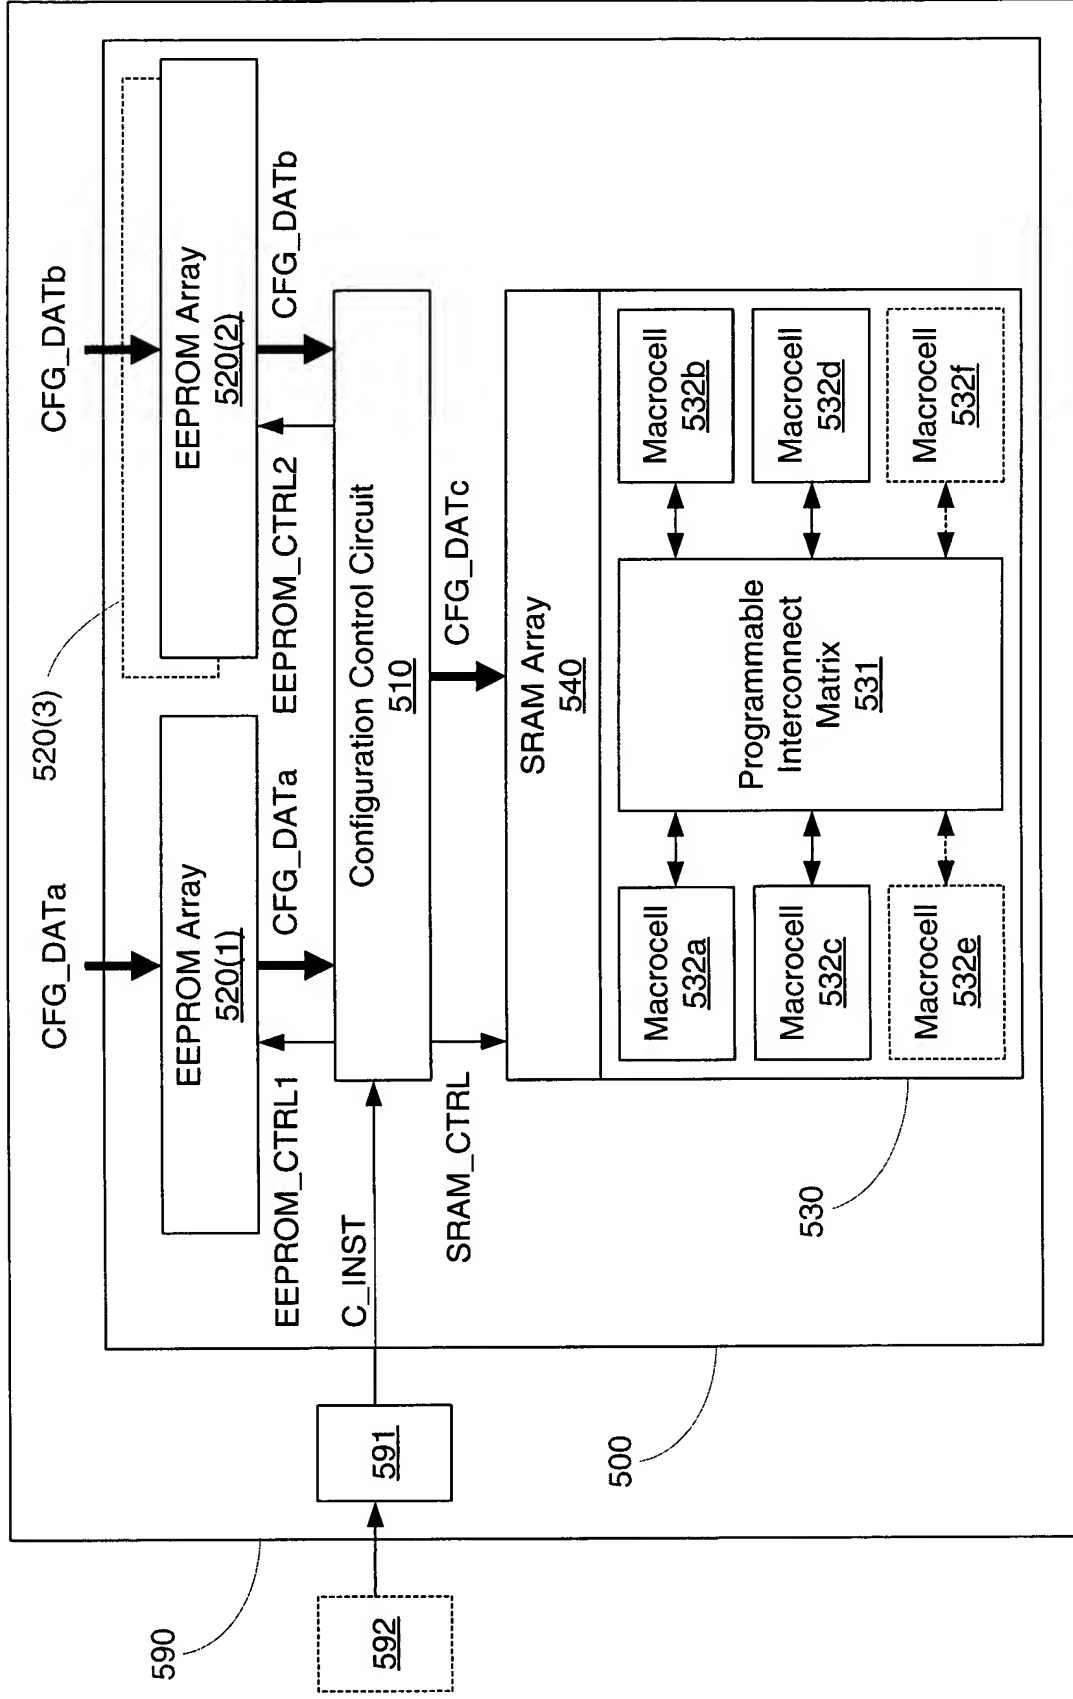 CFG_DATa
CFG_DATb
520(3)
EEPROM Array
520(1)
EEPROM Array
520(2)
EEPROM_CTRL1
CFG_DATa
EEPROM_CTRL2
CFG_DATb
C_INST
Configuration Control Circuit
510
SRAM_CTRL
CFG_DATc
592
591
SRAM Array
540
Macrocell
532a
Macrocell
532c
Macrocell
532e
Programmable
Interconnect
Matrix
531
Macrocell
532b
Macrocell
532d
Macrocell
532f
590
500
530